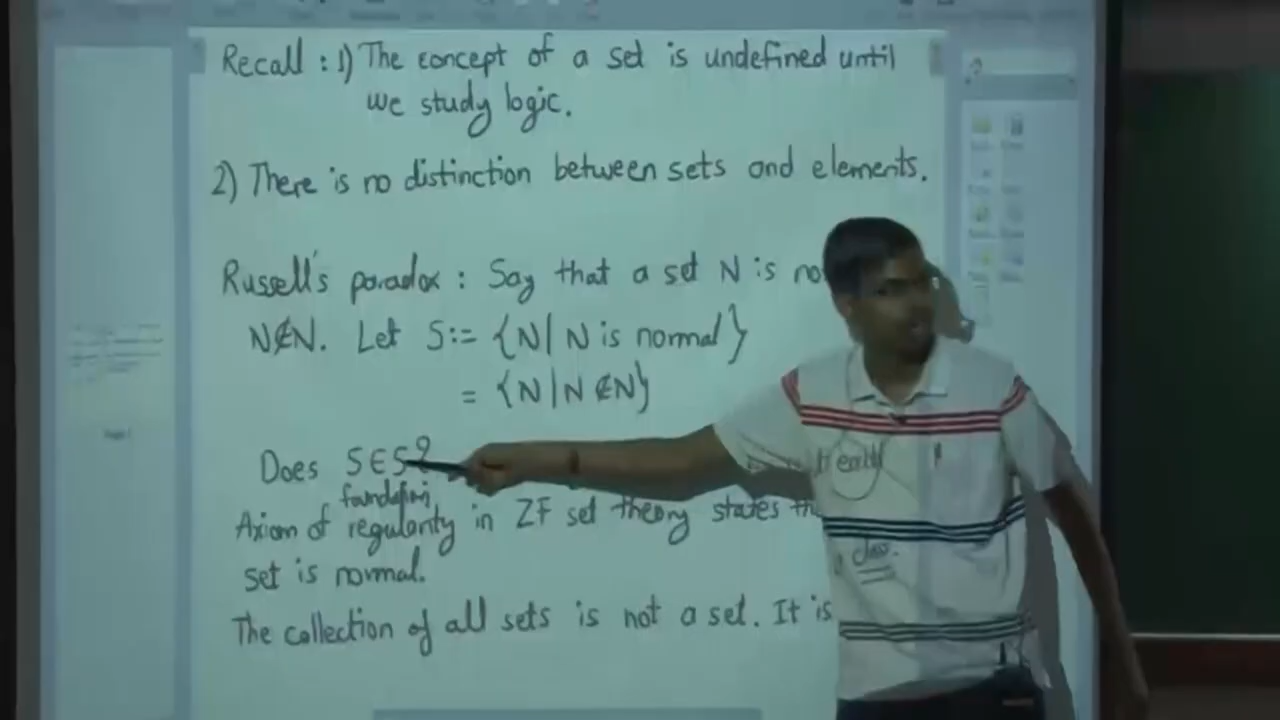 Recall : 1) The concept of a set is undefined until
we study logic.
2) There is no distinction between sets and elements.
Russell's paradox : Say that a set N is no
N∉N. Let S:= {N | N is normal}
= {N | N ∉ N}
Does S∈S?
foundation
Axiom of regularity in ZF set theory states th
set is normal.
The collection of all sets is not a set. It is
class.